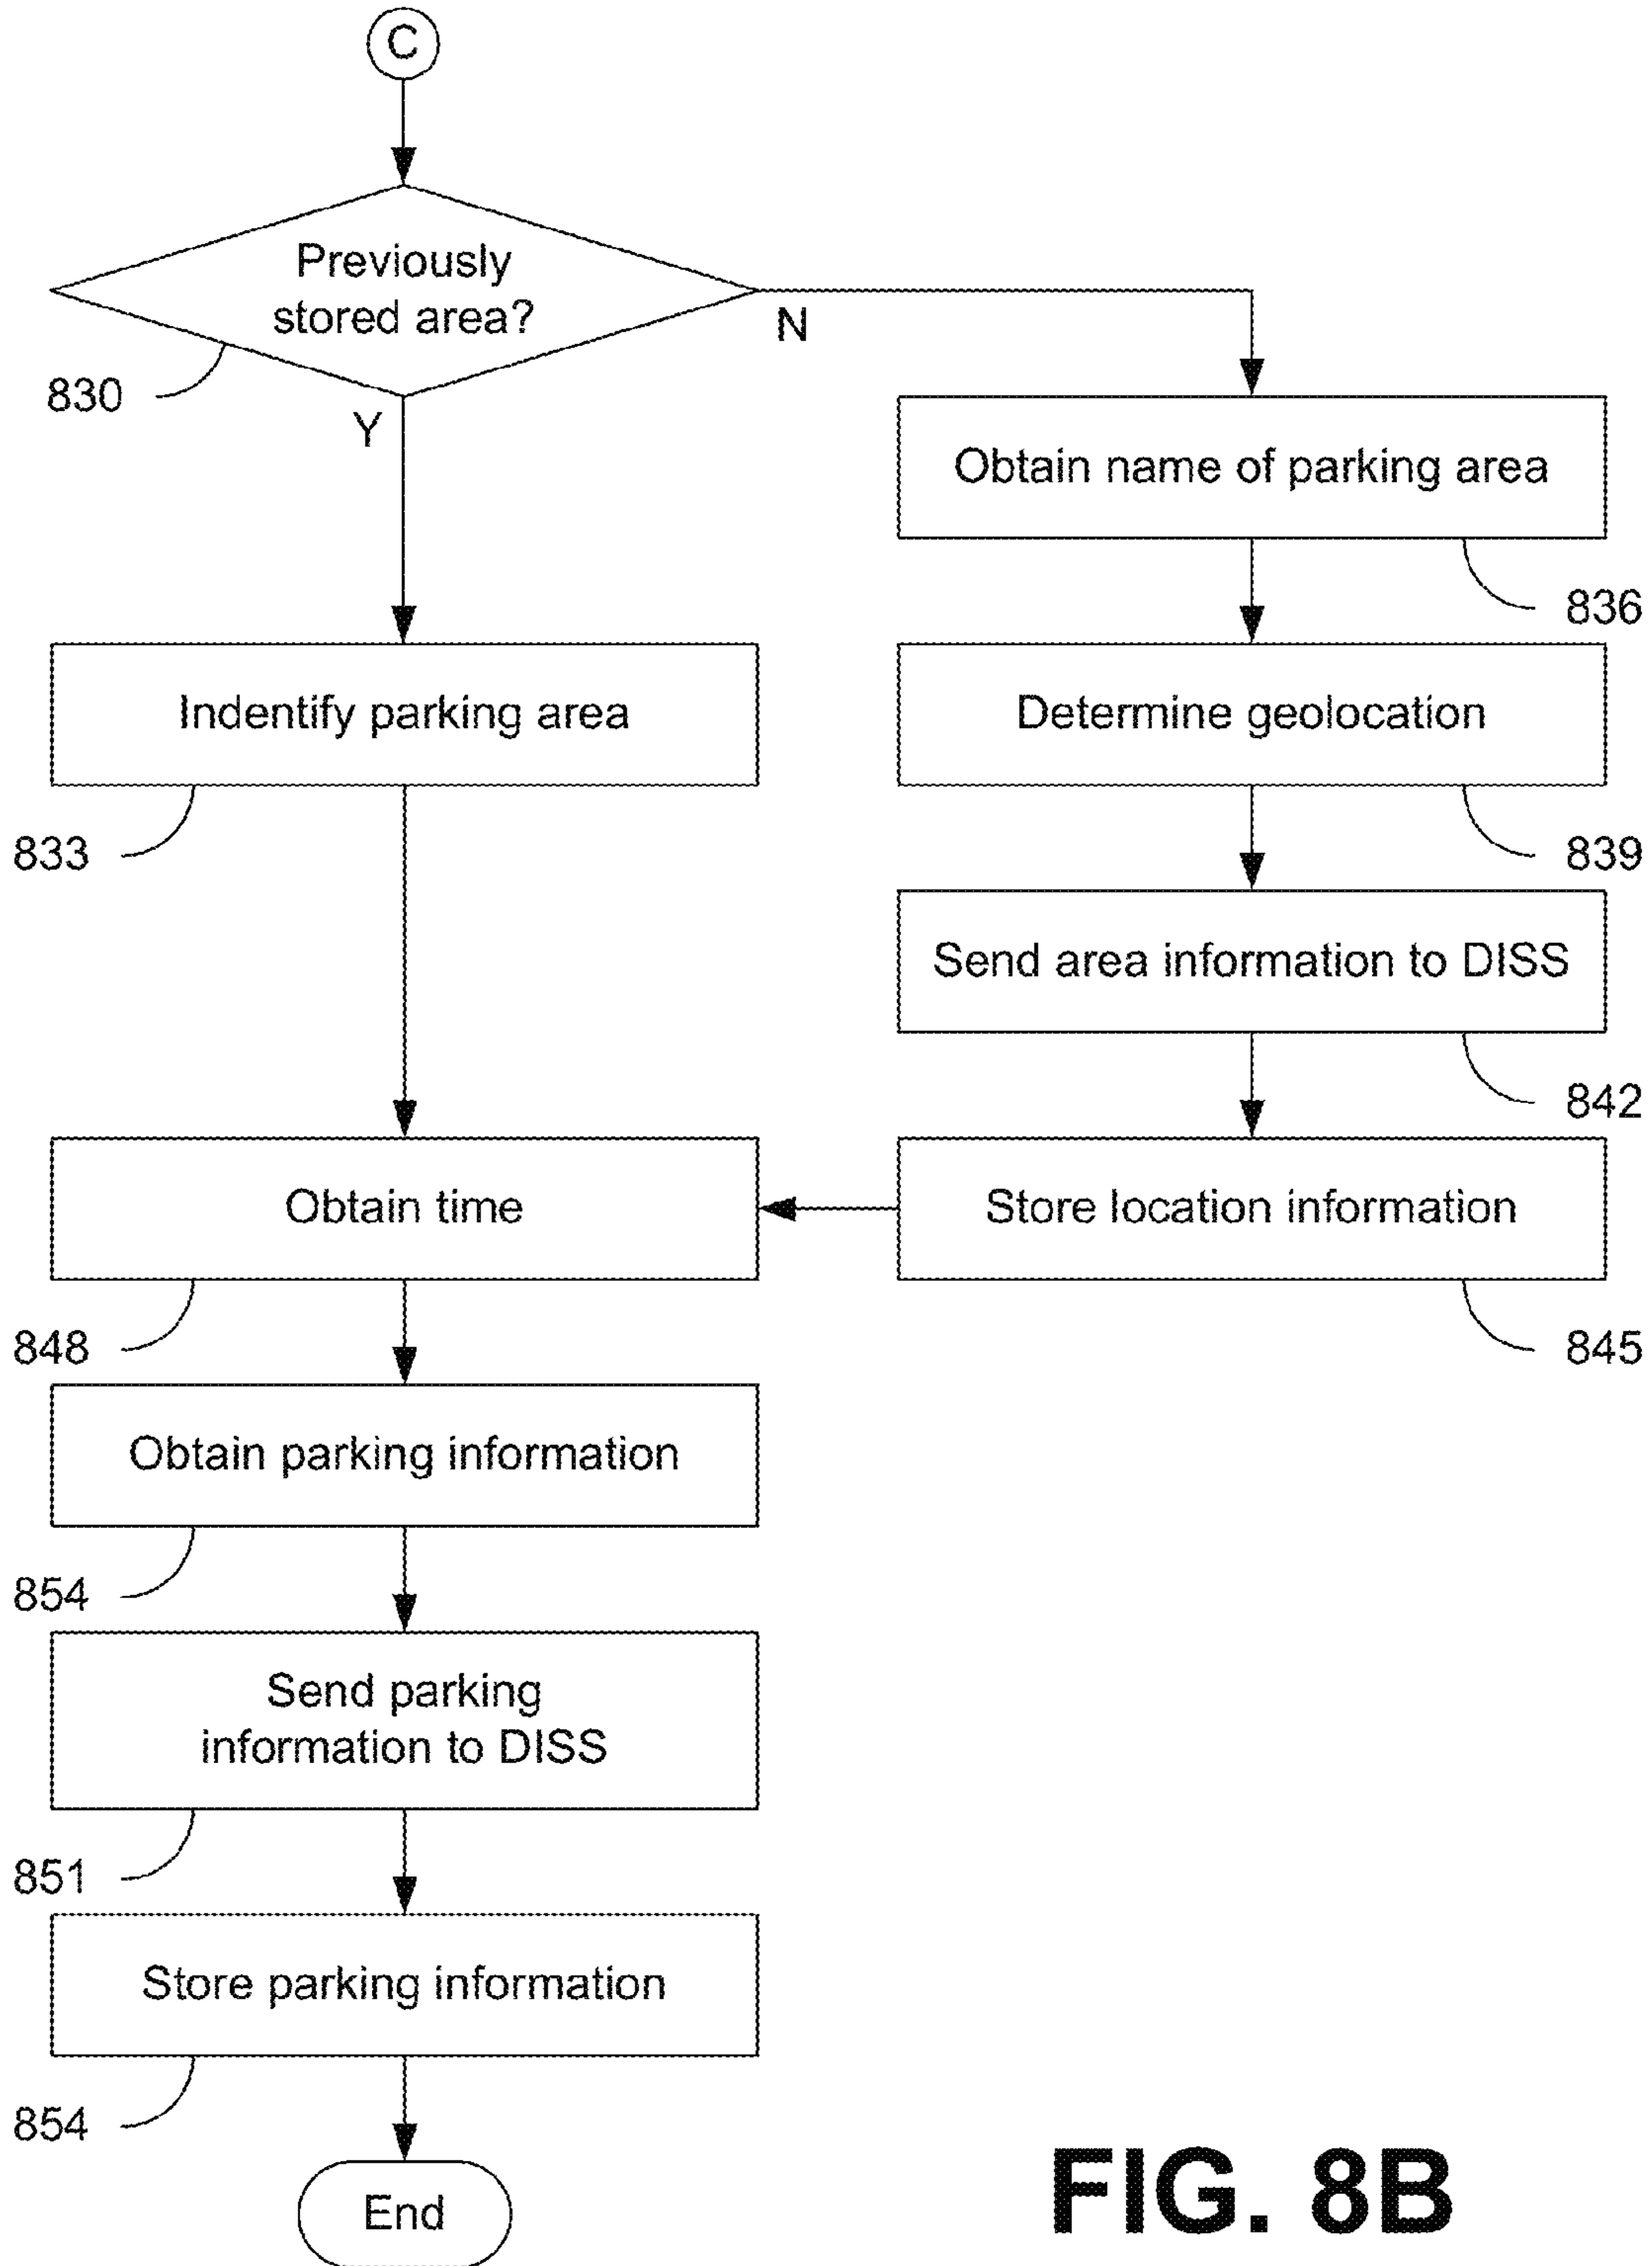 C
Previously
stored area?
N
830
Y
Obtain name of parking area
836
Indentify parking area
Determine geolocation
833
839
Send area information to DISS
842
Obtain time
Store location information
848
845
Obtain parking information
854
Send parking
information to DISS
851
Store parking information
854
End
FIG. 8B